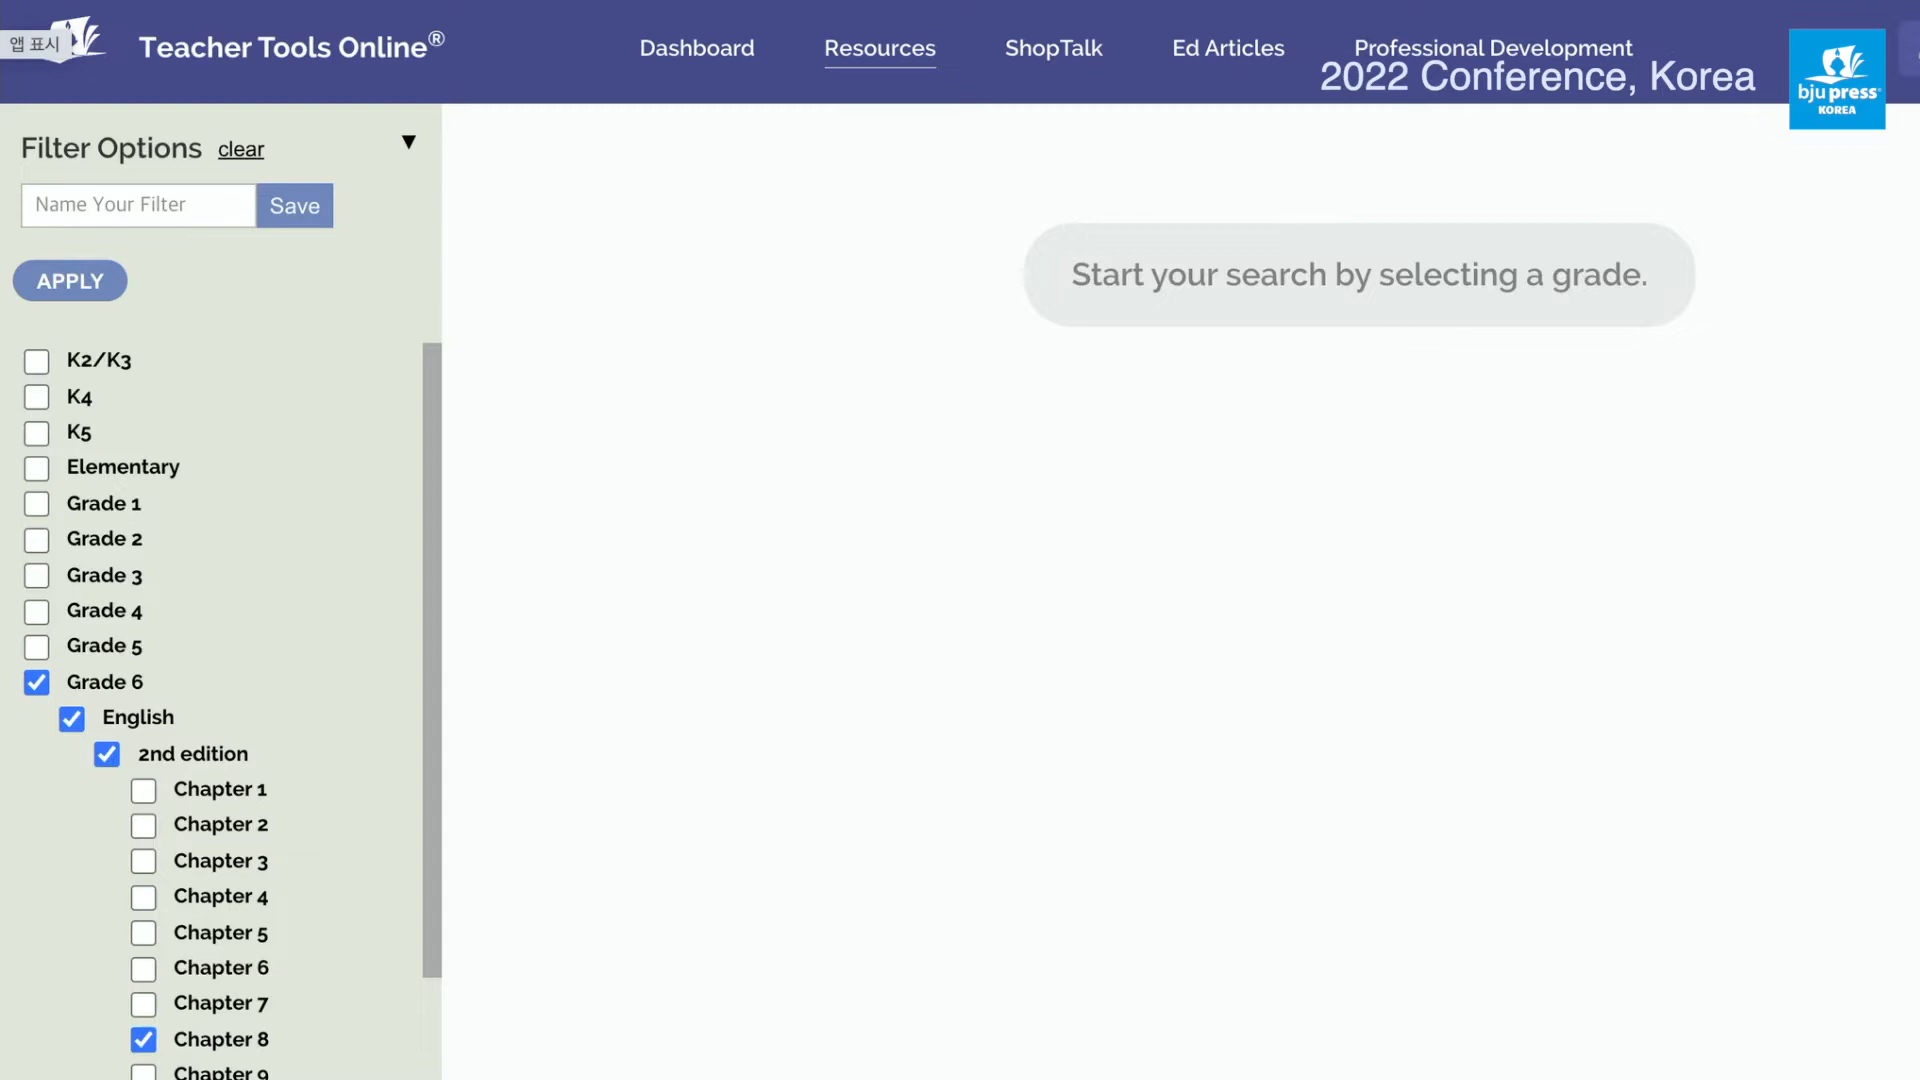 앱 표시
Teacher Tools Online®
Dashboard
Resources
ShopTalk
Ed Articles
Professional Development
2022 Conference, Korea
bju press
KOREA
Filter Options clear ▼
Name Your Filter Save
APPLY
Start your search by selecting a grade.
K2/K3
K4
K5
Elementary
Grade 1
Grade 2
Grade 3
Grade 4
Grade 5
Grade 6
English
2nd edition
Chapter 1
Chapter 2
Chapter 3
Chapter 4
Chapter 5
Chapter 6
Chapter 7
Chapter 8
Chapter 9